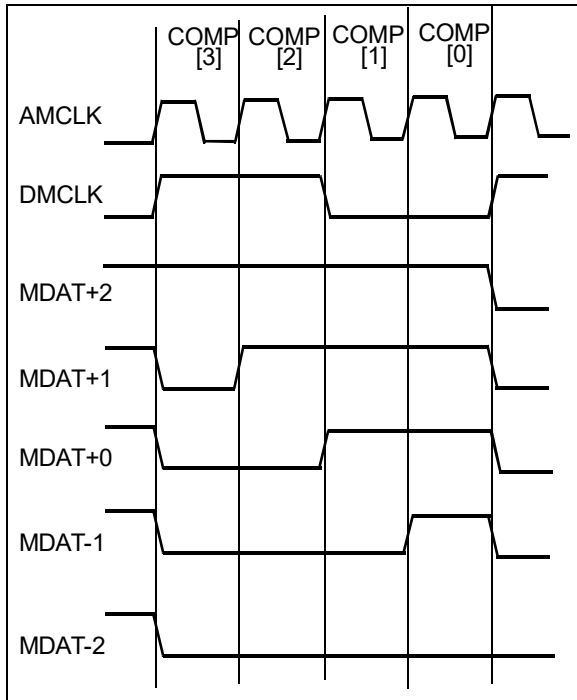 COMP COMP COMP COMP
[3] [2] [1] [0]
AMCLK
DMCLK
MDAT+2
MDAT+1
MDAT+0
MDAT-1
MDAT-2